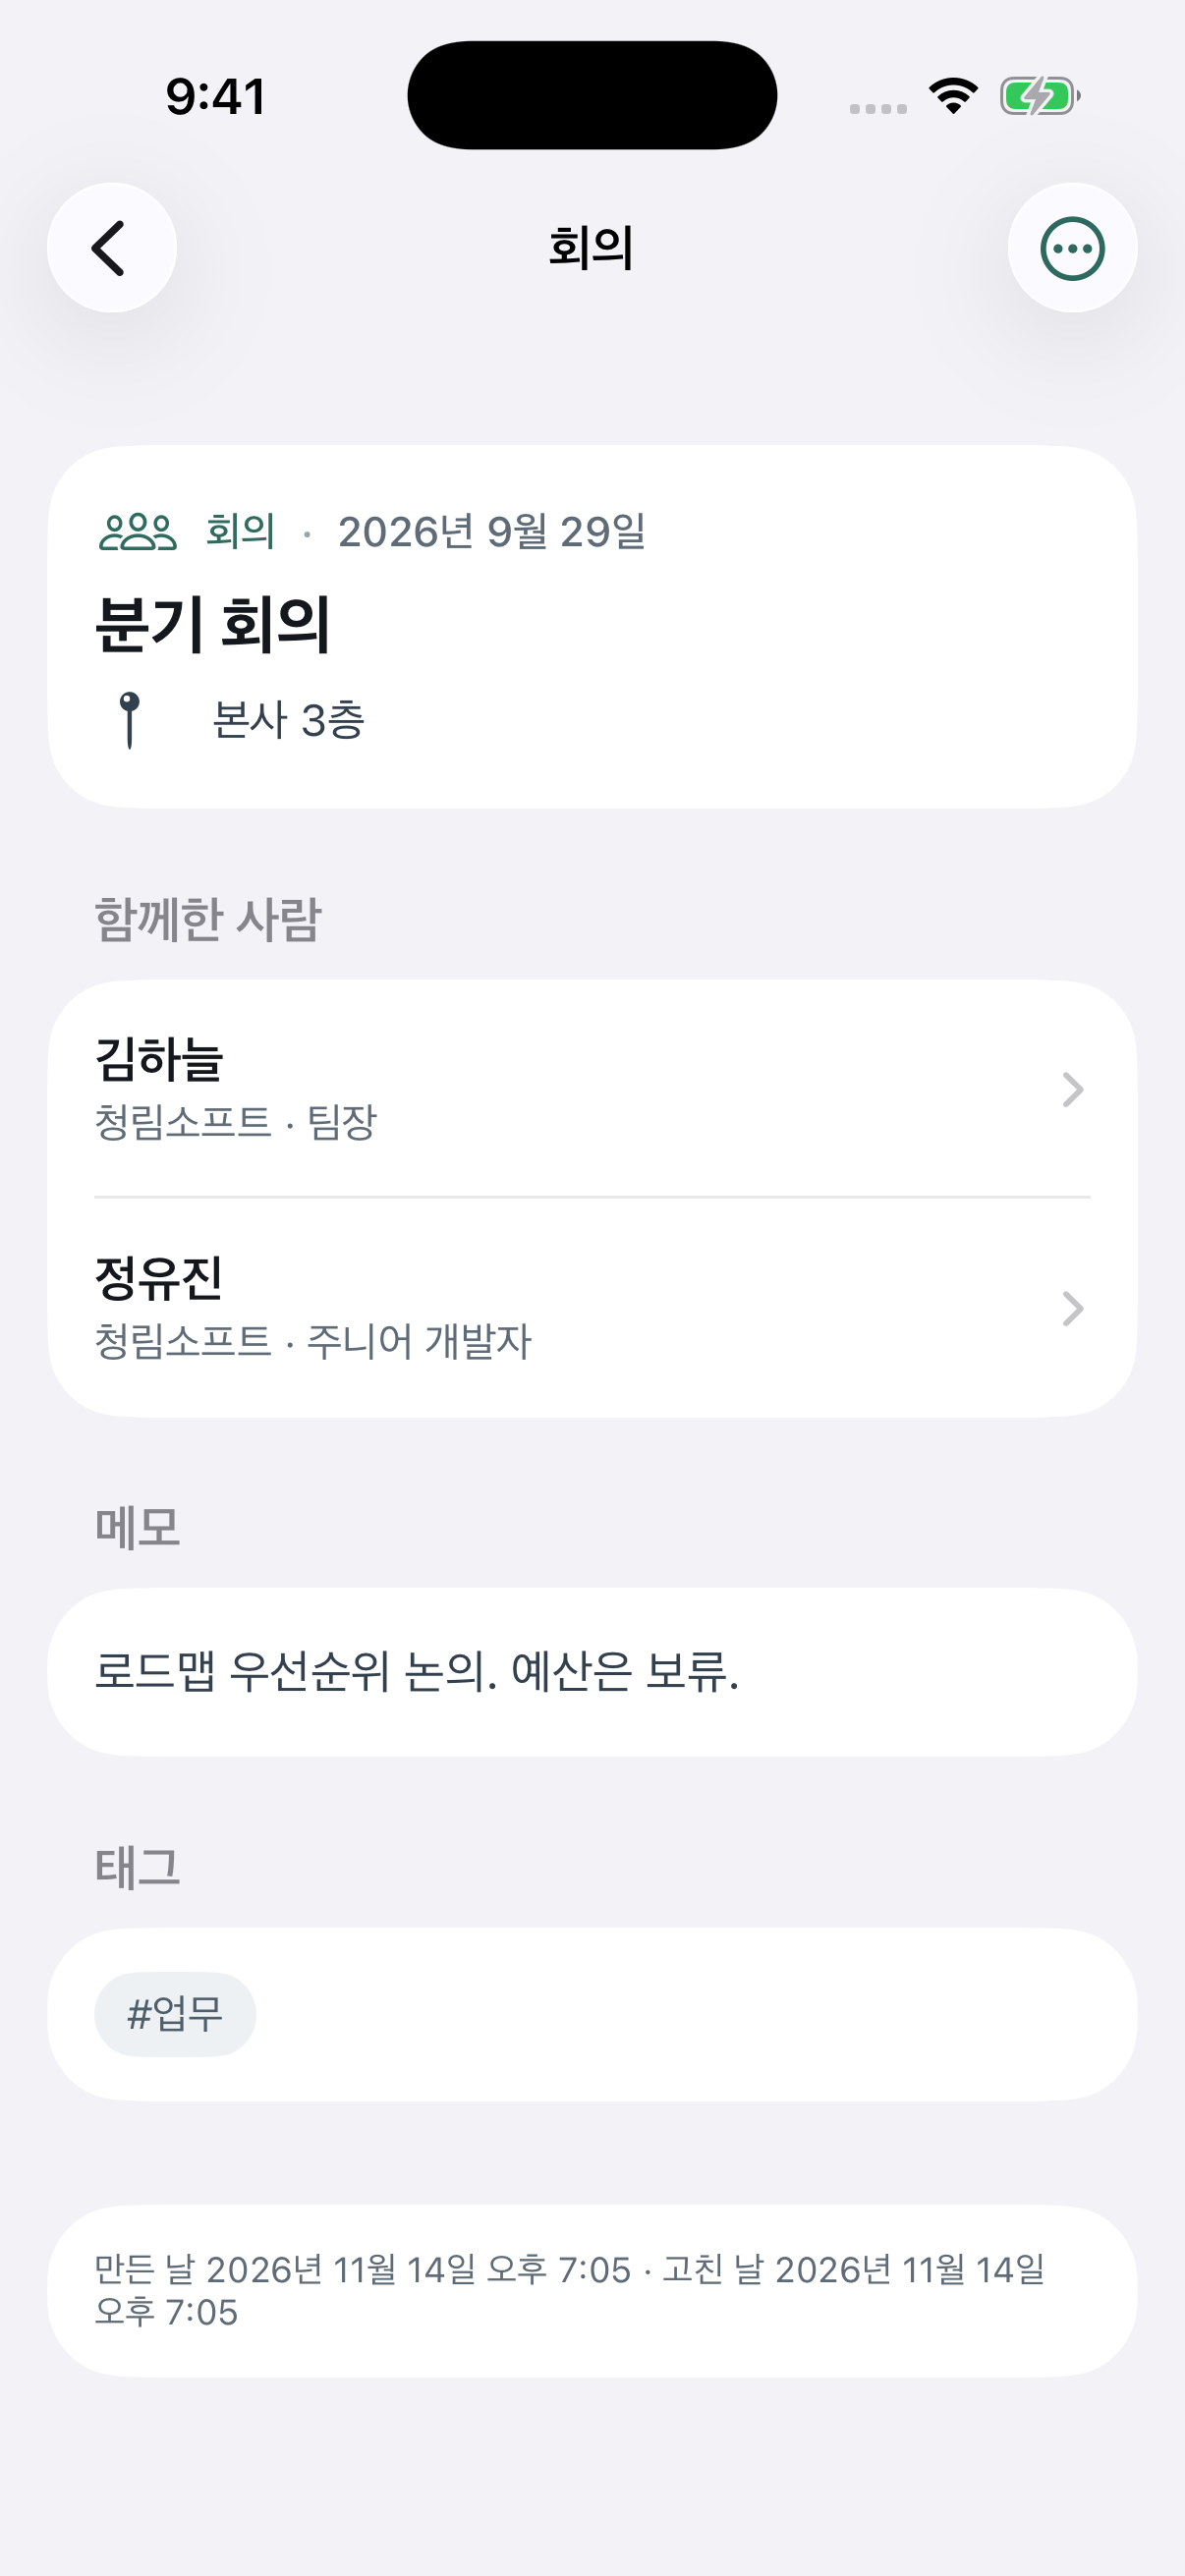 9:41
회의
회의 · 2026년 9월 29일
분기 회의
본사 3층
함께한 사람
김하늘
청림소프트 · 팀장
정유진
청림소프트 · 주니어 개발자
메모
로드맵 우선순위 논의. 예산은 보류.
태그
#업무
만든 날 2026년 11월 14일 오후 7:05 · 고친 날 2026년 11월 14일
오후 7:05